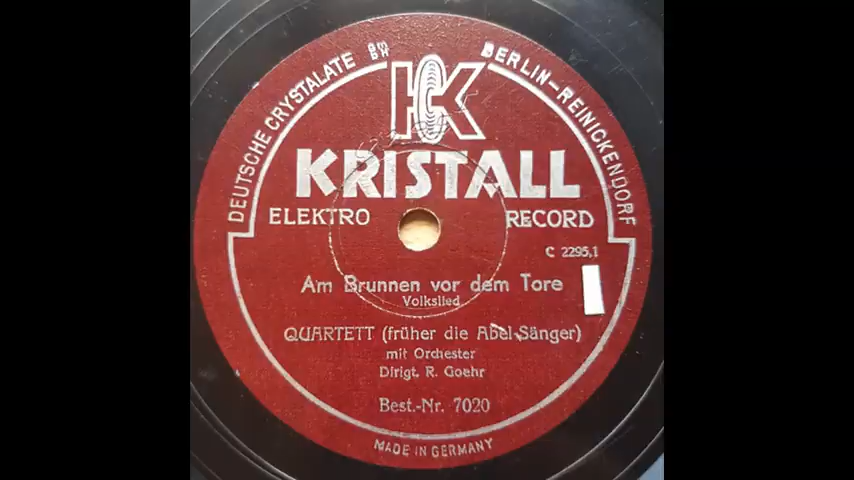 DEUTSCHE CRYSTALATE GMBH BERLIN-REINICKENDORF
K
KRISTALL
ELEKTRO RECORD
C 2295,1
Am Brunnen vor dem Tore
Volkslied
QUARTETT (früher die Abel-Sänger)
mit Orchester
Dirigt. R. Goehr
Best.-Nr. 7020
MADE IN GERMANY